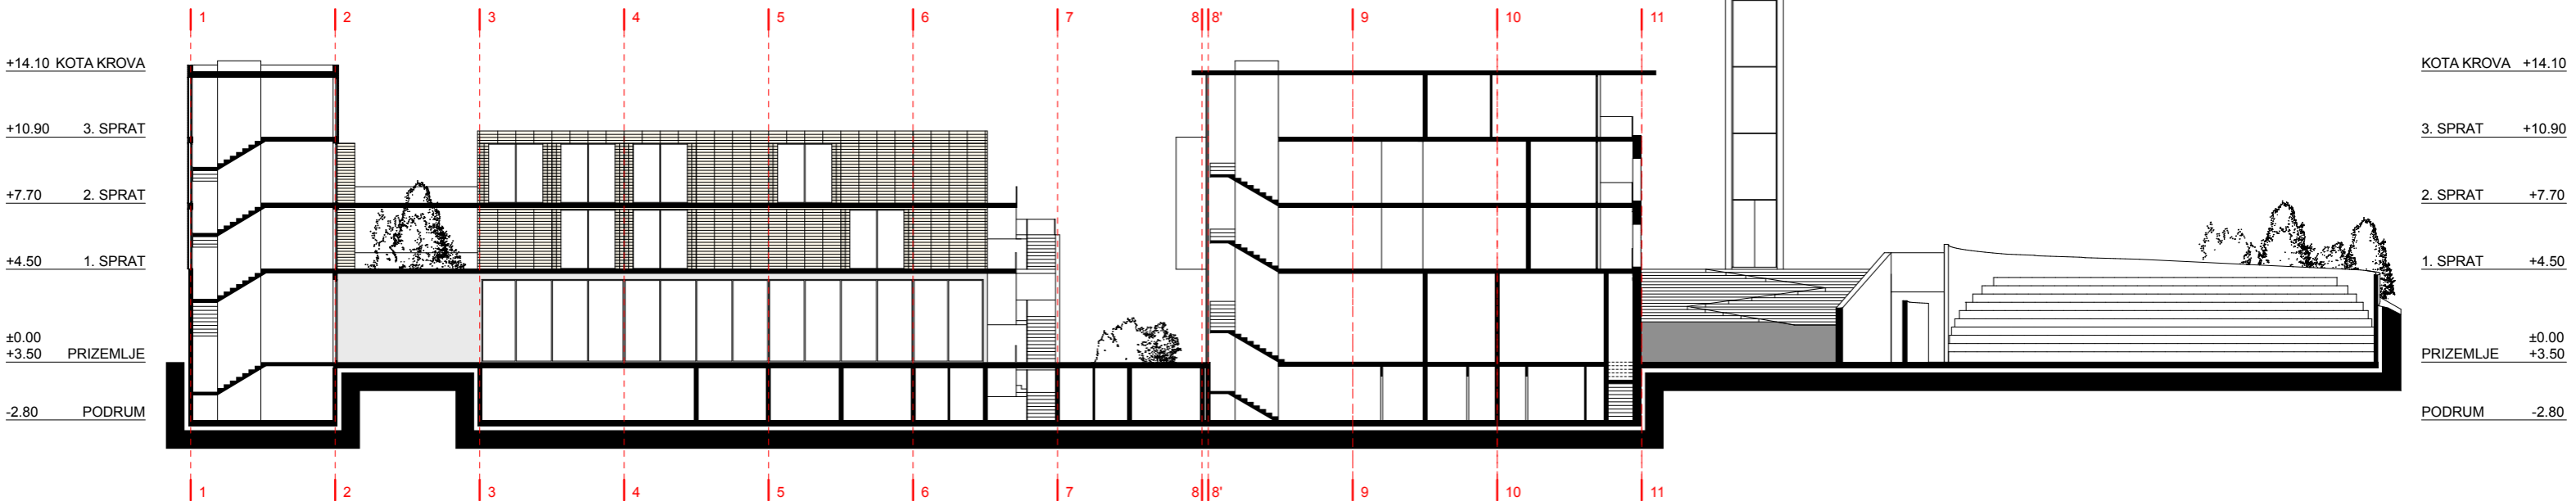 1 2 3 4 5 6 7 8 8' 9 10 11
+14.10 KOTA KROVA
KOTA KROVA +14.10
+10.90 3. SPRAT
3. SPRAT +10.90
+7.70 2. SPRAT
2. SPRAT +7.70
+4.50 1. SPRAT
1. SPRAT +4.50
±0.00
±0.00
+3.50 PRIZEMLJE
PRIZEMLJE +3.50
-2.80 PODRUM
PODRUM -2.80
1 2 3 4 5 6 7 8 8' 9 10 11